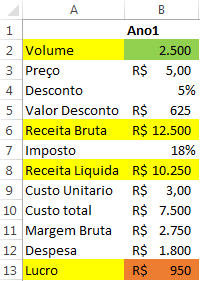 A B
1 Ano1
2 Volume 2.500
3 Preço R$ 5,00
4 Desconto 5%
5 Valor Desconto R$ 625
6 Receita Bruta R$ 12.500
7 Imposto 18%
8 Receita Liquida R$ 10.250
9 Custo Unitario R$ 3,00
10 Custo total R$ 7.500
11 Margem Bruta R$ 2.750
12 Despesa R$ 1.800
13 Lucro R$ 950